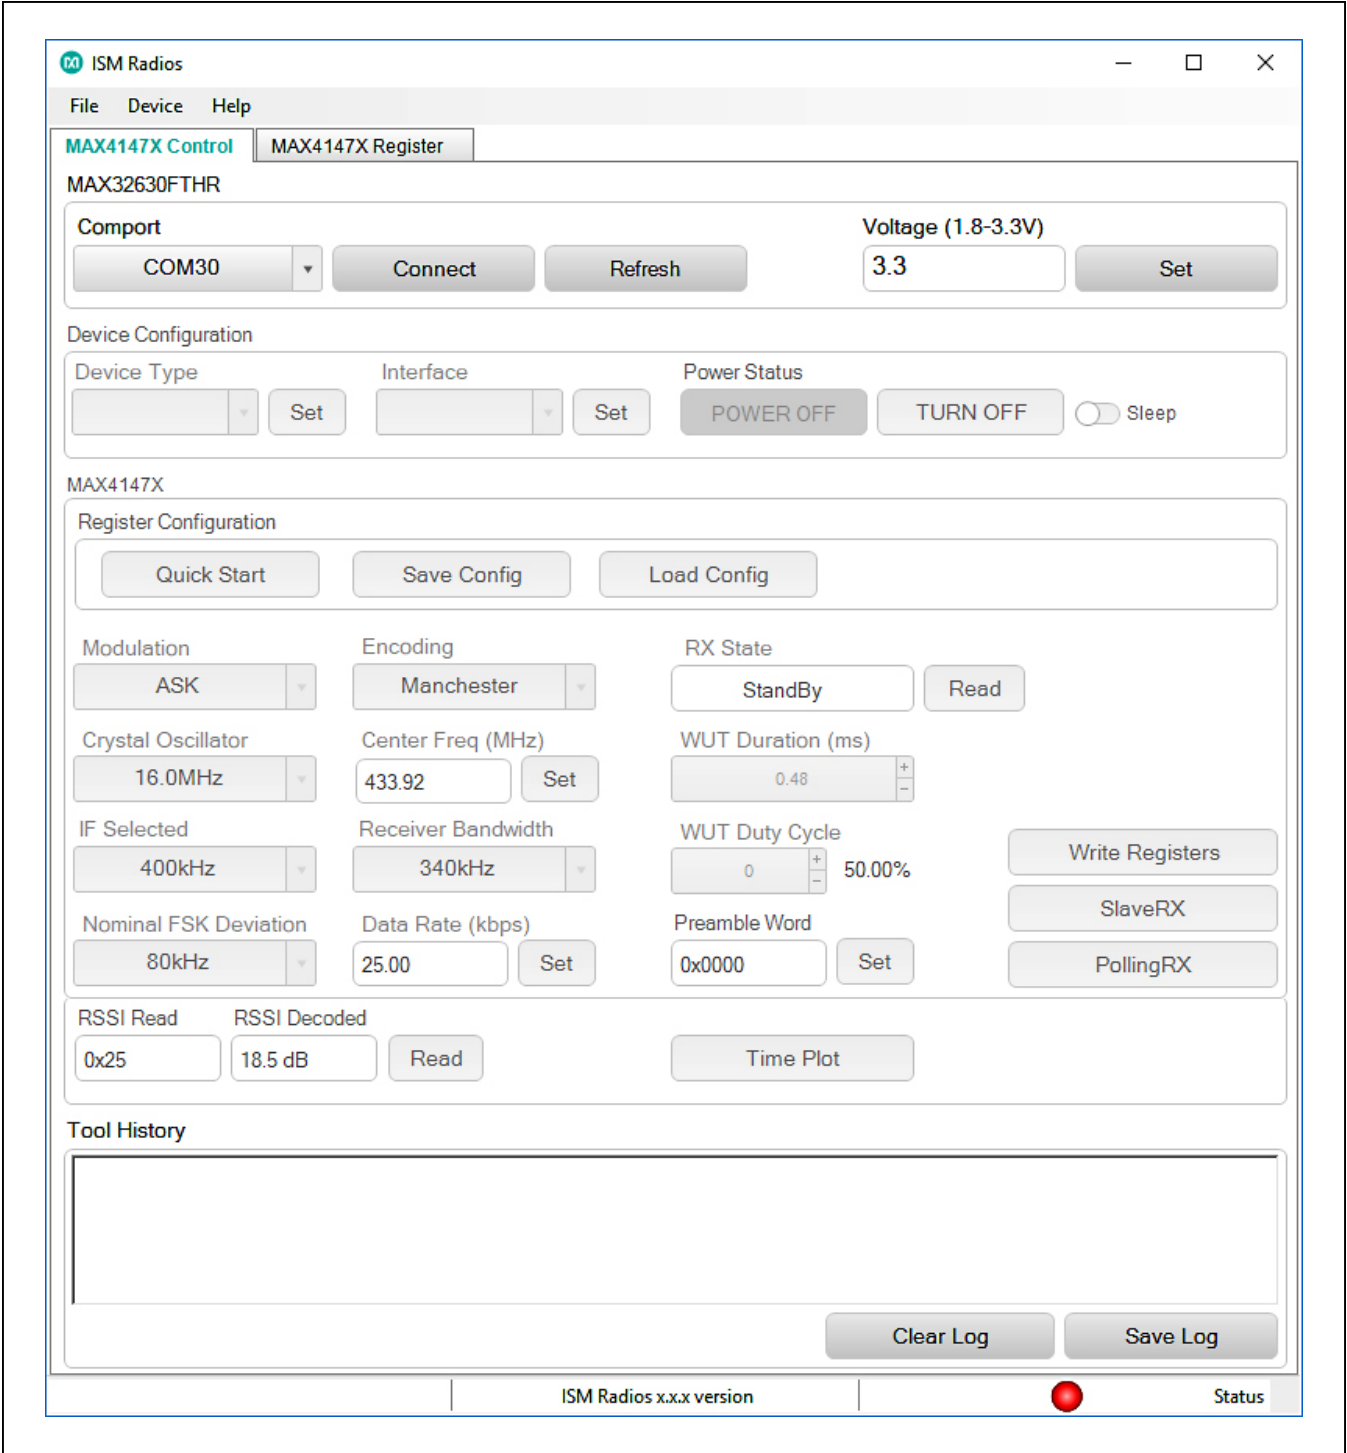 ISM Radios
File Device Help
MAX4147X Control MAX4147X Register
MAX32630FTHR
Comport Voltage (1.8-3.3V)
COM30 Connect Refresh 3.3 Set
Device Configuration
Device Type Interface Power Status
Set Set POWER OFF TURN OFF Sleep
MAX4147X
Register Configuration
Quick Start Save Config Load Config
Modulation Encoding RX State
ASK Manchester StandBy Read
Crystal Oscillator Center Freq (MHz) WUT Duration (ms)
16.0MHz 433.92 Set 0.48 + −
IF Selected Receiver Bandwidth WUT Duty Cycle
400kHz 340kHz 0 + − 50.00% Write Registers
SlaveRX
Nominal FSK Deviation Data Rate (kbps) Preamble Word
80kHz 25.00 Set 0x0000 Set PollingRX
RSSI Read RSSI Decoded
0x25 18.5 dB Read Time Plot
Tool History
Clear Log Save Log
ISM Radios x.x.x version Status